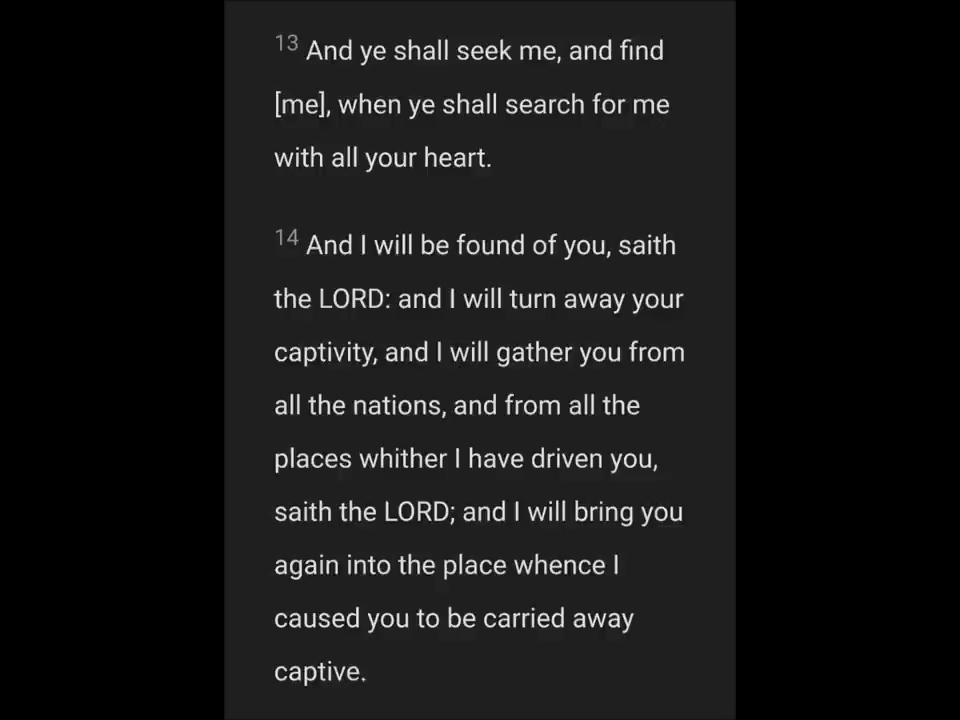 13 And ye shall seek me, and find
[me], when ye shall search for me
with all your heart.
14 And I will be found of you, saith
the LORD: and I will turn away your
captivity, and I will gather you from
all the nations, and from all the
places whither I have driven you,
saith the LORD; and I will bring you
again into the place whence I
caused you to be carried away
captive.